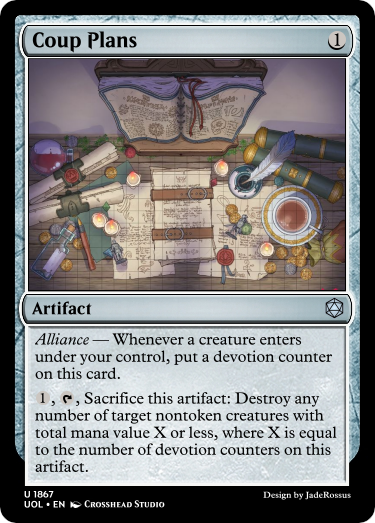 Coup Plans 1
Artifact
Alliance — Whenever a creature enters
under your control, put a devotion counter
on this card.
1, T, Sacrifice this artifact: Destroy any
number of target nontoken creatures with
total mana value X or less, where X is equal
to the number of devotion counters on this
artifact.
U 1867
UOL • EN Crosshead Studio
Design by JadeRossus